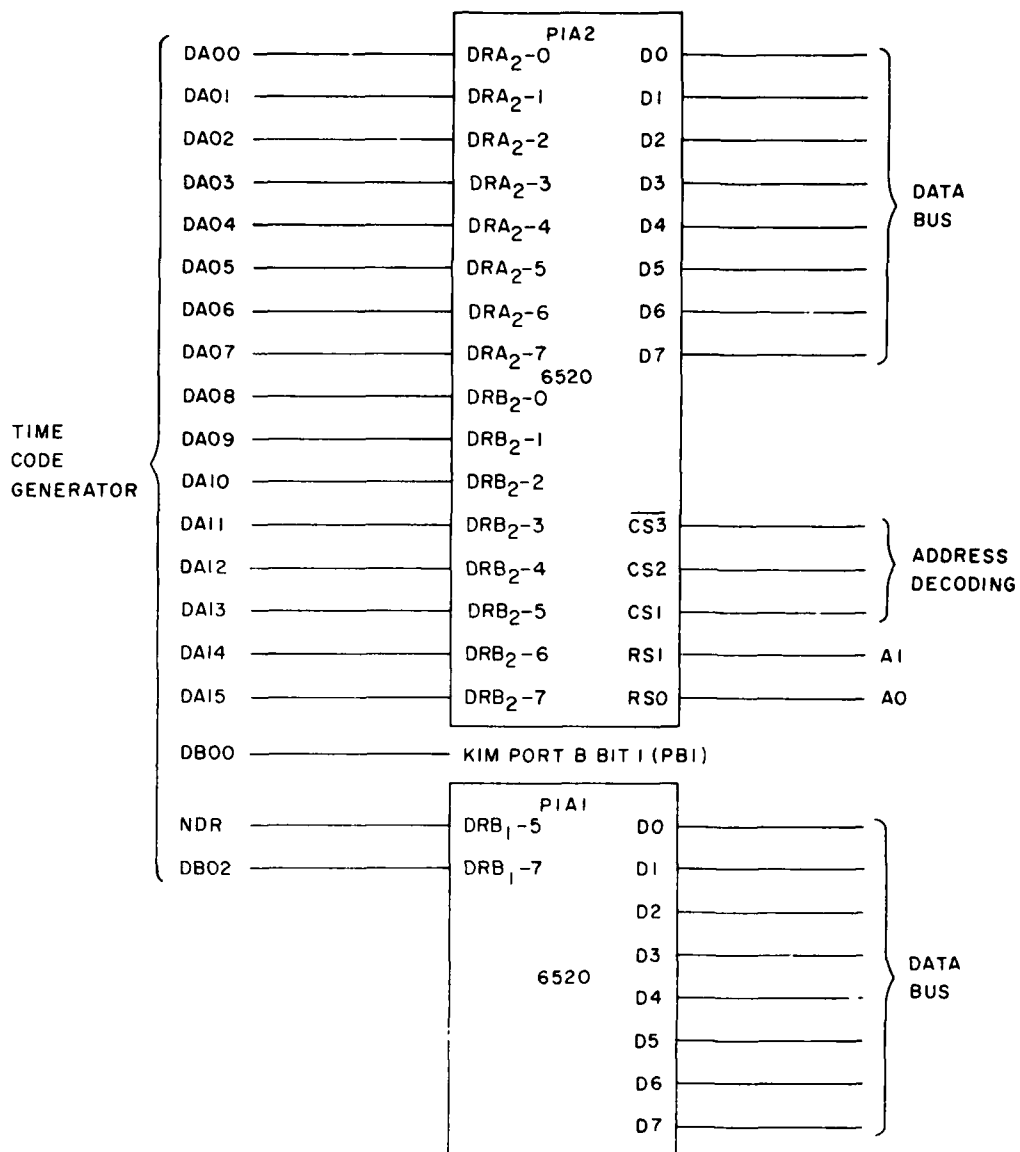 PIA2
DA00 DRA2-0 D0
DA01 DRA2-1 D1
DA02 DRA2-2 D2
DA03 DRA2-3 D3
DA04 DRA2-4 D4
DA05 DRA2-5 D5
DA06 DRA2-6 D6
DA07 DRA2-7 D7
DATA
BUS
6520
DA08 DRB2-0
DA09 DRB2-1
DA10 DRB2-2
DA11 DRB2-3 C̅S̅3̅
DA12 DRB2-4 CS2
DA13 DRB2-5 CS1
ADDRESS
DECODING
DA14 DRB2-6 RS1 A1
DA15 DRB2-7 RS0 A0
TIME
CODE
GENERATOR
DB00 KIM PORT B BIT 1 (PB1)
PIA1
NDR DRB1-5 D0
DB02 DRB1-7 D1
D2
D3
6520 D4
D5
D6
D7
DATA
BUS